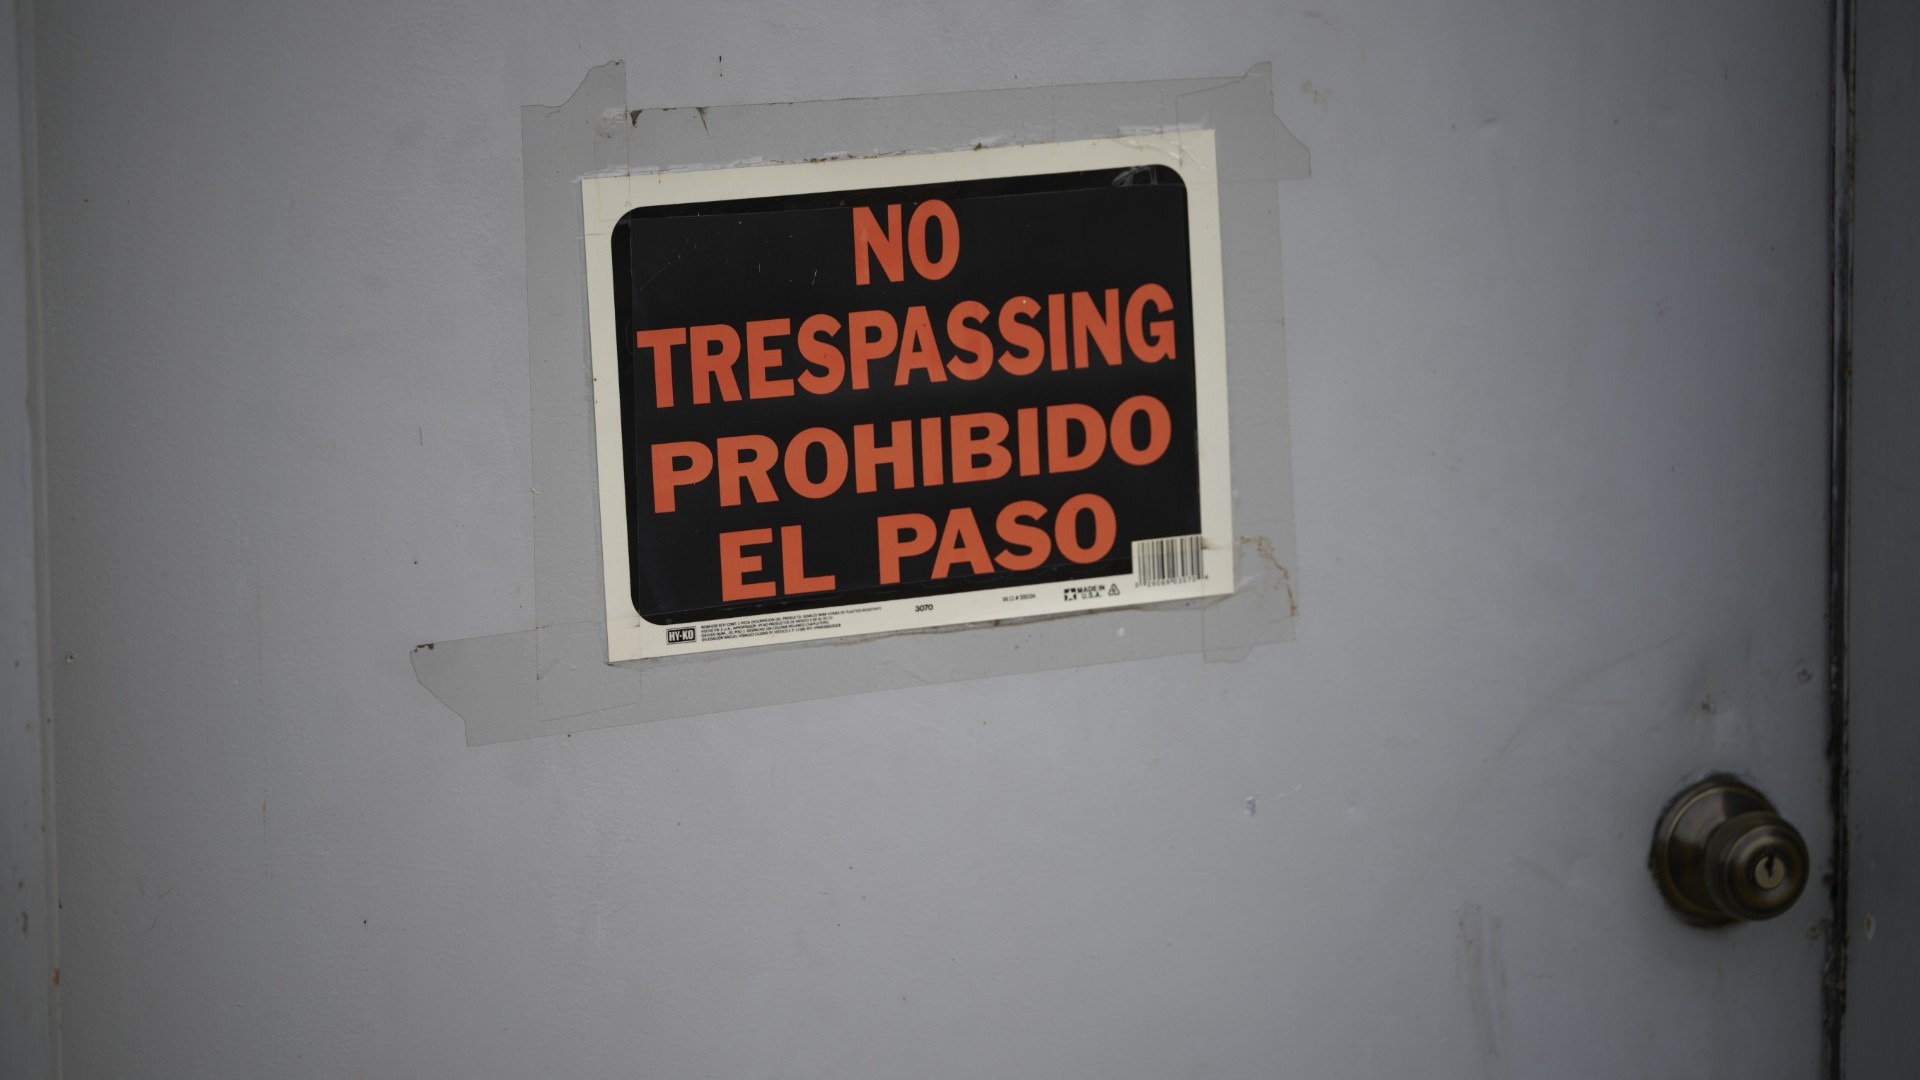 NO
TRESPASSING
PROHIBIDO
EL PASO
HY-KO
3070
MADE IN
U.S.A.